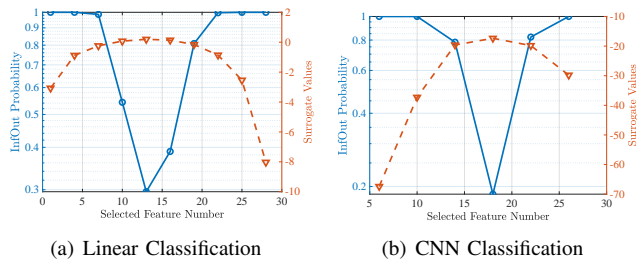 1
0.9
0.8
0.7
0.6
0.5
0.4
0.3
InfOut Probability
0 5 10 15 20 25 30
Selected Feature Number
2
0
-2
-4
-6
-8
-10
Surrogate Values
(a) Linear Classification
1
0.8
0.6
0.4
0.2
InfOut Probability
5 10 15 20 25 30
Selected Feature Number
-10
-20
-30
-40
-50
-60
-70
Surrogate Values
(b) CNN Classification